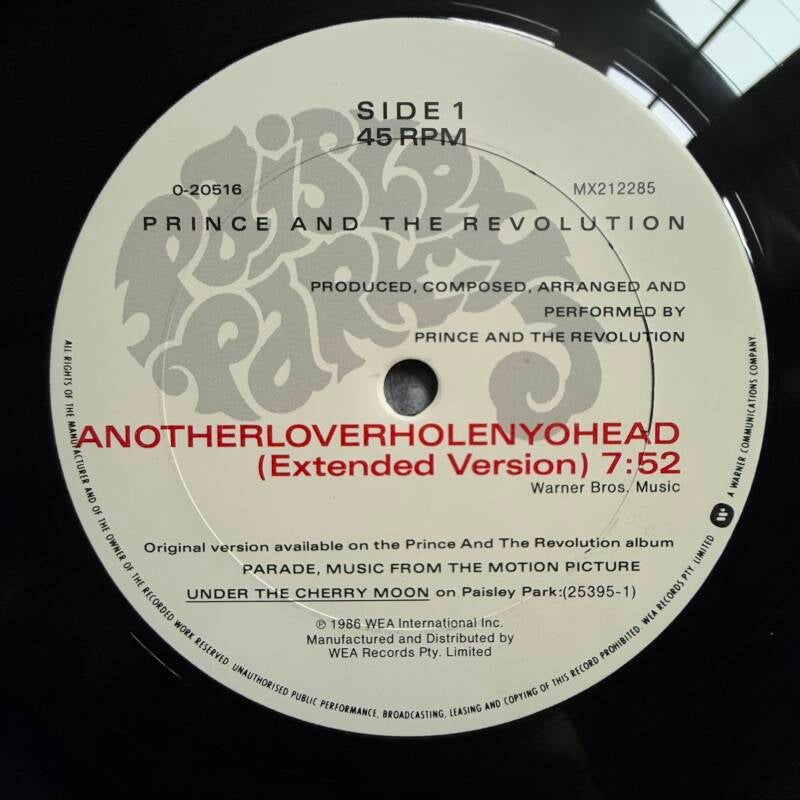 PAISLEY
PARK
SIDE 1
45 RPM
0-20516
MX212285
PRINCE AND THE REVOLUTION
PRODUCED, COMPOSED, ARRANGED AND
PERFORMED BY
PRINCE AND THE REVOLUTION
ANOTHERLOVERHOLENYOHEAD
(Extended Version) 7:52
Warner Bros. Music
Original version available on the Prince And The Revolution album
PARADE, MUSIC FROM THE MOTION PICTURE
UNDER THE CHERRY MOON on Paisley Park:(25395-1)
℗ 1986 WEA International Inc.
Manufactured and Distributed by
WEA Records Pty. Limited
ALL RIGHTS OF THE MANUFACTURER AND OF THE OWNER OF THE RECORDED WORK RESERVED. UNAUTHORISED PUBLIC PERFORMANCE, BROADCASTING, LEASING AND COPYING OF THIS RECORD PROHIBITED. WEA RECORDS PTY. LIMITED A WARNER COMMUNICATIONS COMPANY.